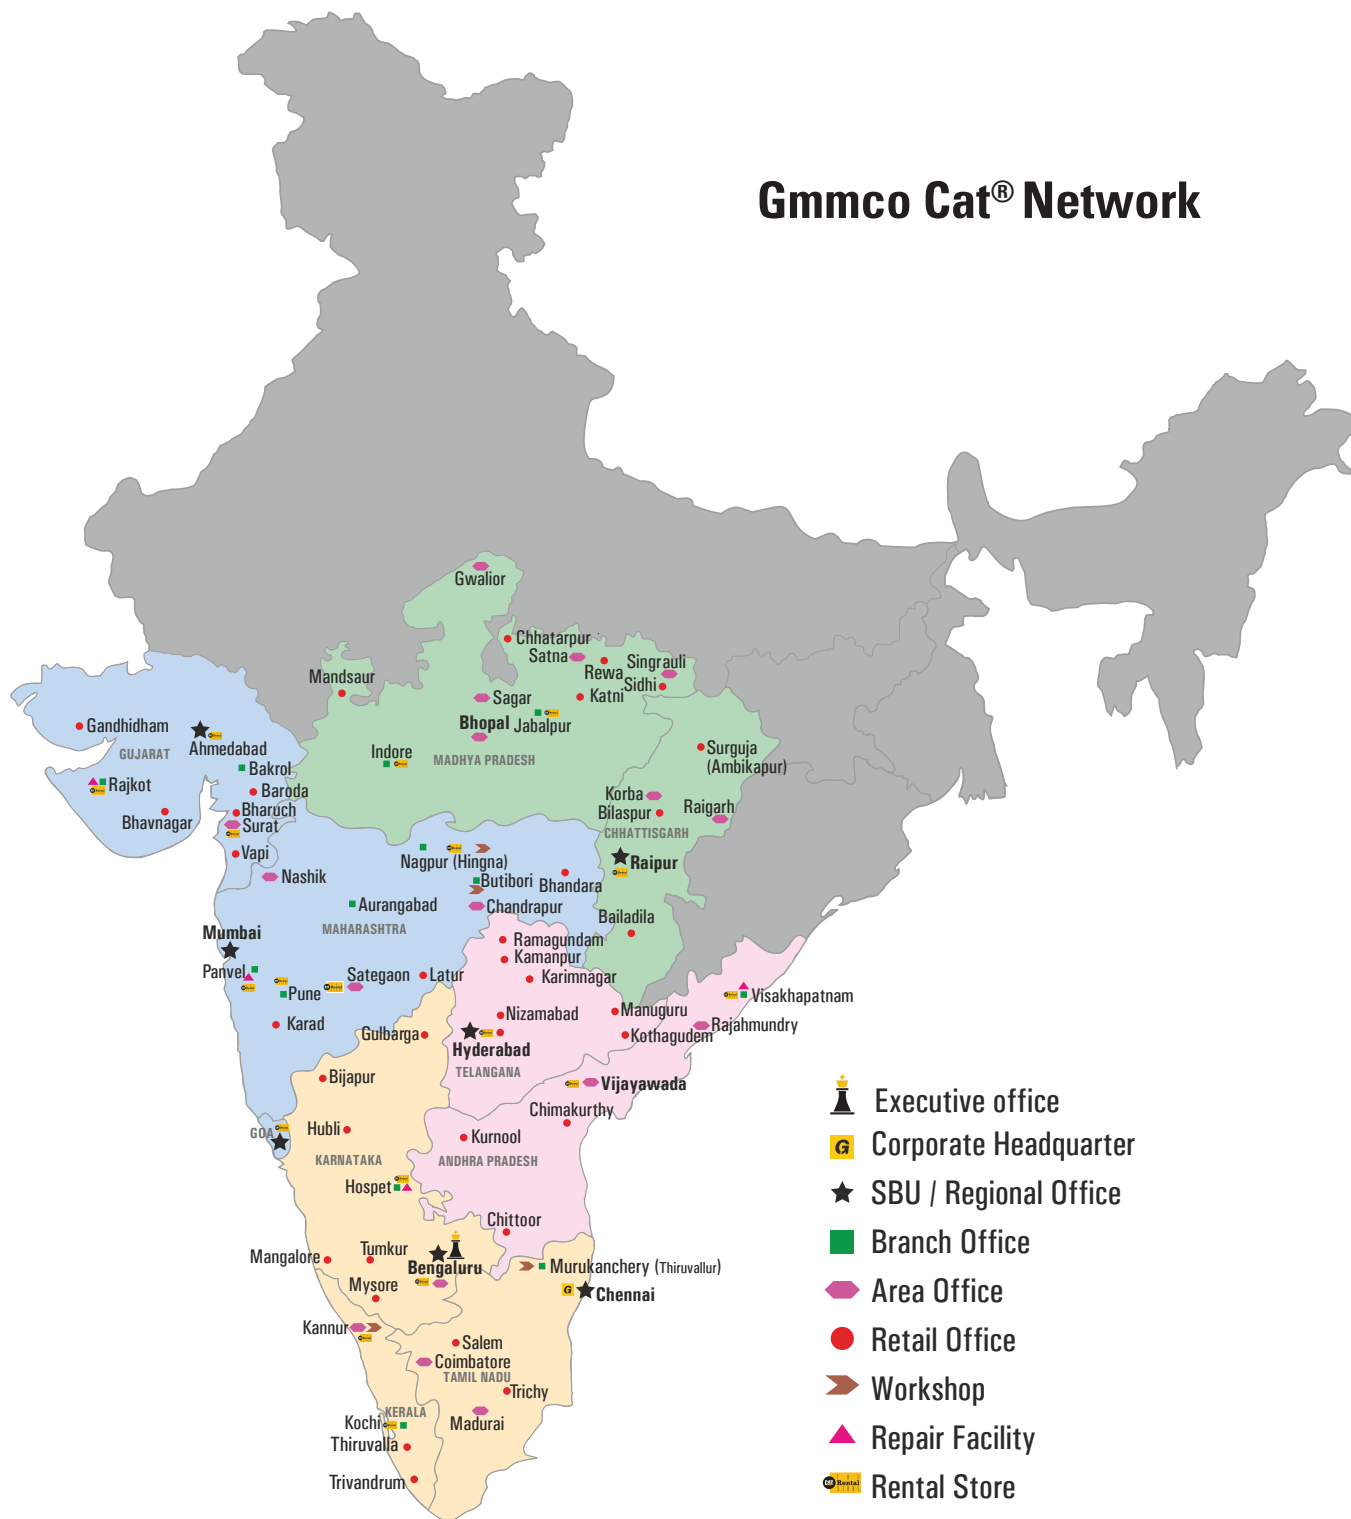 Gmmco Cat® Network
Gwalior
Chhatarpur
Satna
Singrauli
Rewa
Sidhi
Mandsaur
Katni
Sagar
Bhopal
Jabalpur
Gandhidham
Ahmedabad
GUJARAT
Indore
MADHYA PRADESH
Surguja
(Ambikapur)
Bakrol
Rajkot
Baroda
Korba
Raigarh
Bharuch
Bilaspur
Bhavnagar
Surat
CHHATTISGARH
Vapi
Nagpur (Hingna)
Raipur
Nashik
Butibori
Bhandara
Aurangabad
Chandrapur
Bailadila
MAHARASHTRA
Mumbai
Ramagundam
Kamanpur
Panvel
Sategaon
Latur
Karimnagar
Pune
Visakhapatnam
Karad
Nizamabad
Manuguru
Rajahmundry
Gulbarga
Kothagudem
Hyderabad
TELANGANA
Bijapur
Vijayawada
Chimakurthy
GOA
Hubli
Kurnool
KARNATAKA
ANDHRA PRADESH
Hospet
Chittoor
Mangalore
Tumkur
Bengaluru
Murukanchery (Thiruvallur)
Mysore
G
Chennai
Kannur
Salem
Coimbatore
TAMIL NADU
Trichy
KERALA
Kochi
Madurai
Thiruvalla
Trivandrum
Executive office
G Corporate Headquarter
SBU / Regional Office
Branch Office
Area Office
Retail Office
Workshop
Repair Facility
Cat Rental Rental Store